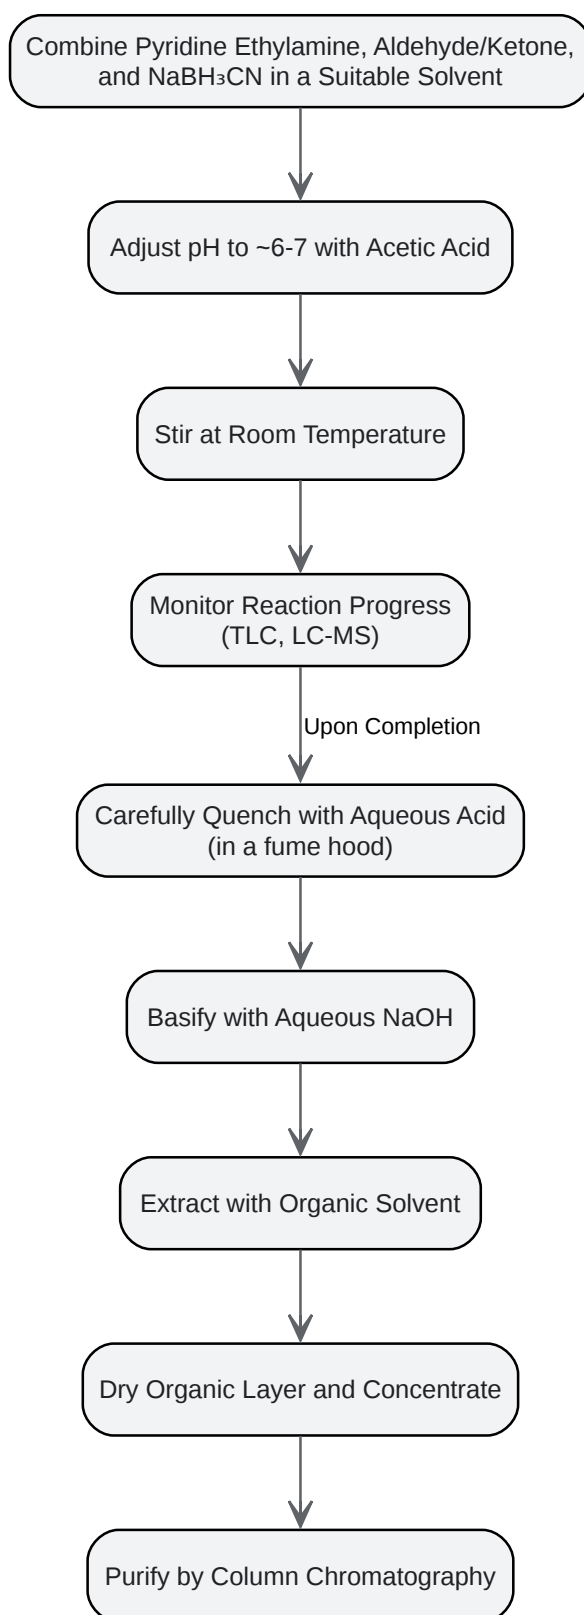 Combine Pyridine Ethylamine, Aldehyde/Ketone,
and NaBH₃CN in a Suitable Solvent
Adjust pH to ~6-7 with Acetic Acid
Stir at Room Temperature
Monitor Reaction Progress
(TLC, LC-MS)
Upon Completion
Carefully Quench with Aqueous Acid
(in a fume hood)
Basify with Aqueous NaOH
Extract with Organic Solvent
Dry Organic Layer and Concentrate
Purify by Column Chromatography